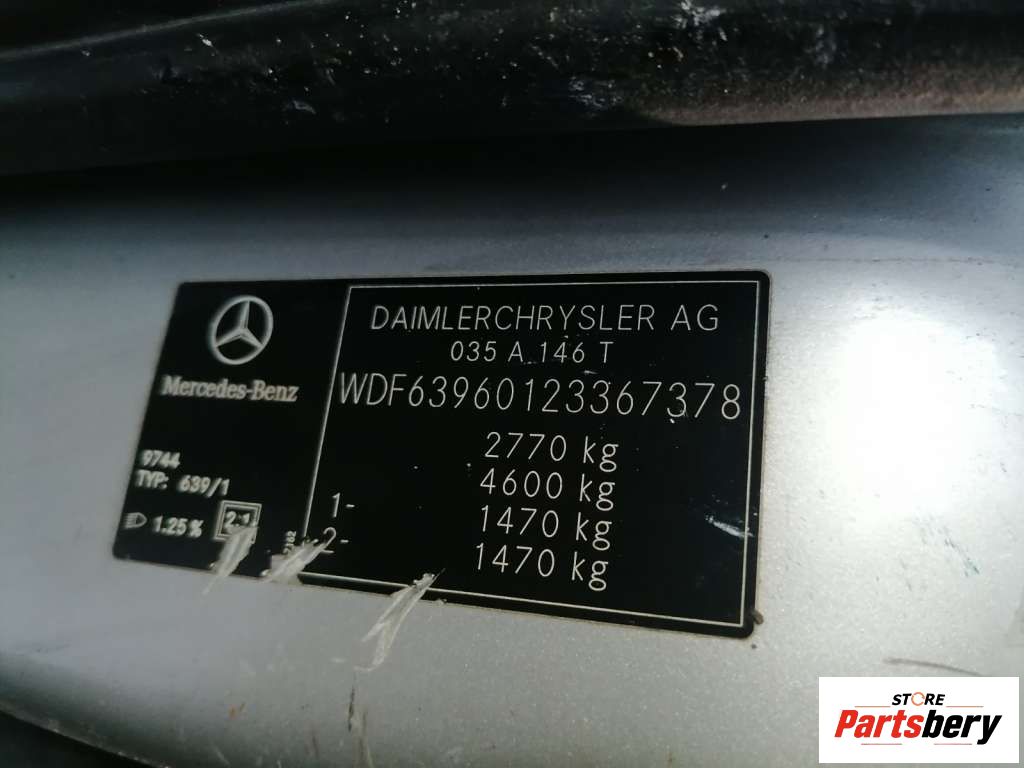 DAIMLERCHRYSLER AG
035 A 146 T
WDF63960123367378
2770 kg
4600 kg
1- 1470 kg
2- 1470 kg
Mercedes-Benz
9744
TYP: 639/1
1.25 %
STORE
Partsbery